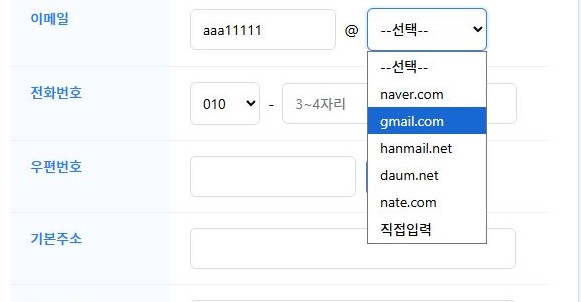 이메일
aaa11111 @ --선택--
--선택--
전화번호
010 - 3~4자리
naver.com
gmail.com
hanmail.net
우편번호
daum.net
nate.com
직접입력
기본주소